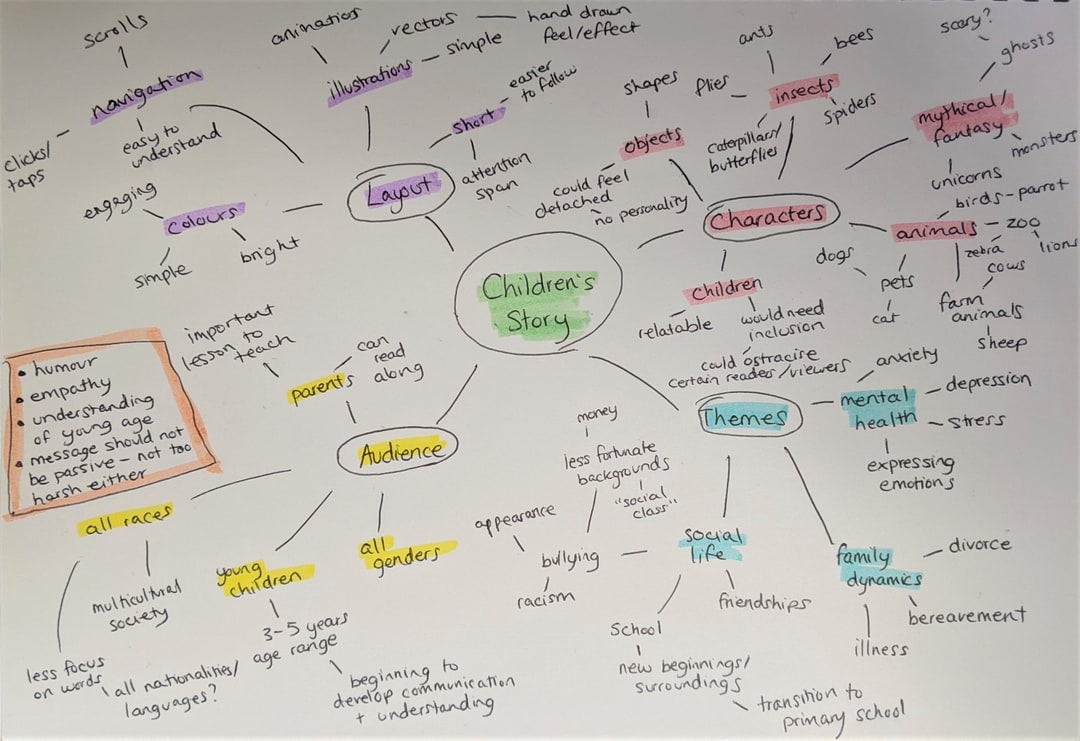 scrolls
navigation
clicks/
taps
easy to
understand
animations
illustrations
vectors
hand drawn
feel/effect
simple
short
easier
to follow
attention
span
Layout
engaging
colours
simple
bright
Children's
Story
shapes
objects
could feel
detached
no personality
ants
bees
flies
insects
spiders
caterpillars/
butterflies
scary?
ghosts
mythical/
fantasy
monsters
unicorns
Characters
birds - parrot
animals
zoo
zebra
lions
dogs
pets
cat
cows
farm
animals
sheep
children
relatable
would need
inclusion
could ostracise
certain readers/viewers
Themes
mental
health
anxiety
depression
stress
expressing
emotions
family
dynamics
divorce
bereavement
illness
social
life
friendships
bullying
money
less fortunate
backgrounds
"social
class"
appearance
racism
School
new beginnings/
surroundings
transition to
primary school
Audience
important
lesson to
teach
parents
can
read
along
• humour
• empathy
• understanding
of young age
• message should not
be passive - not too
harsh either
all races
multicultural
society
less focus
on words
all nationalities/
languages?
young
children
3-5 years
age range
beginning to
develop communication
+ understanding
all
genders